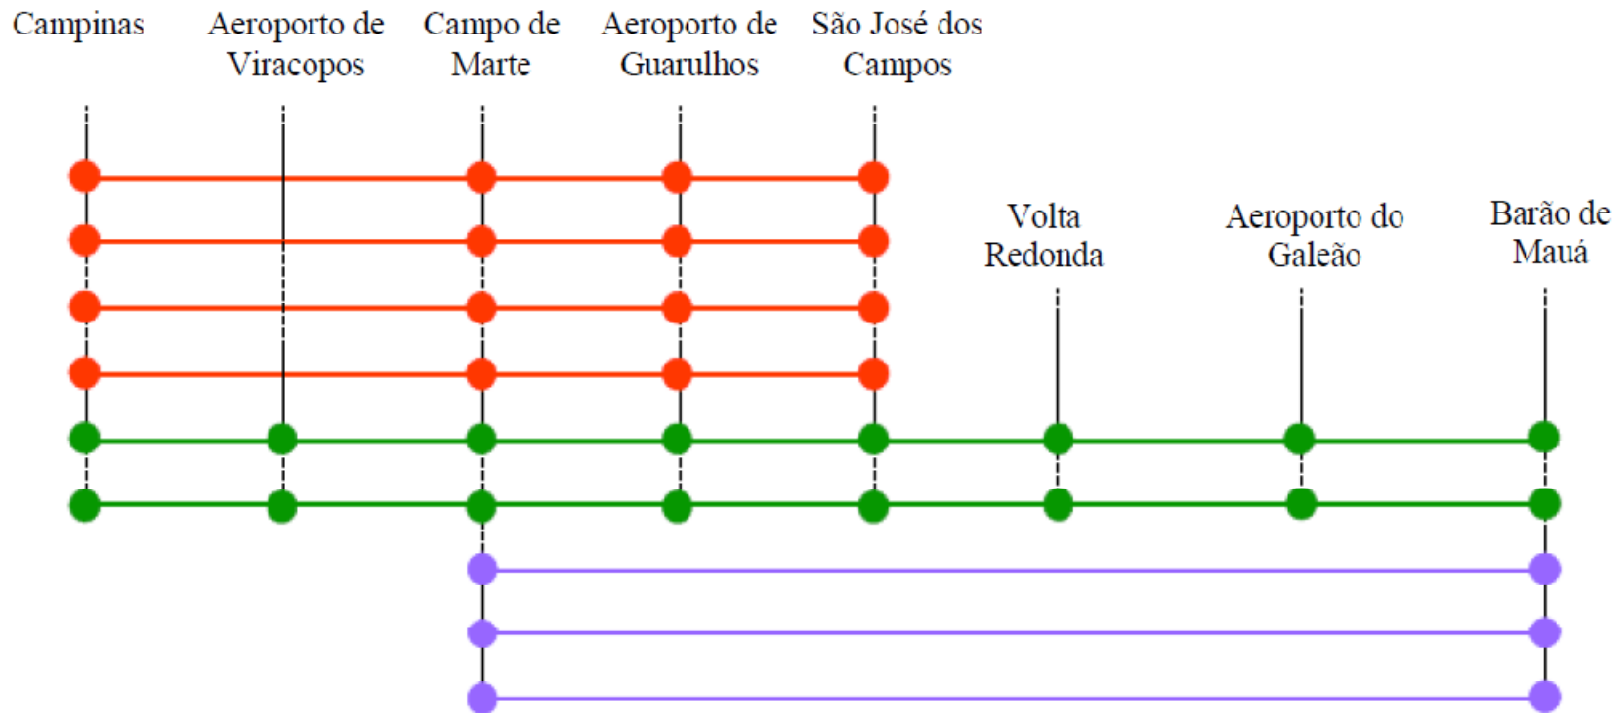 Campinas
Aeroporto de
Viracopos
Campo de
Marte
Aeroporto de
Guarulhos
São José dos
Campos
Volta
Redonda
Aeroporto do
Galeão
Barão de
Mauá